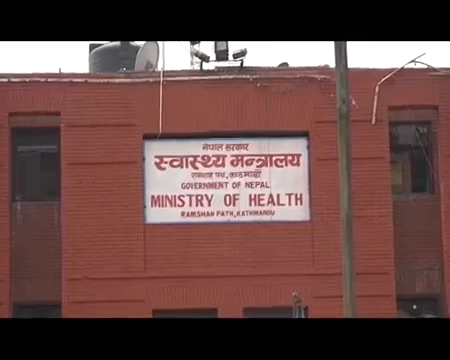 नेपाल सरकार
स्वास्थ्य मन्त्रालय
रामशाह पथ, काठमाडौं
GOVERNMENT OF NEPAL
MINISTRY OF HEALTH
RAMSHAH PATH, KATHMANDU